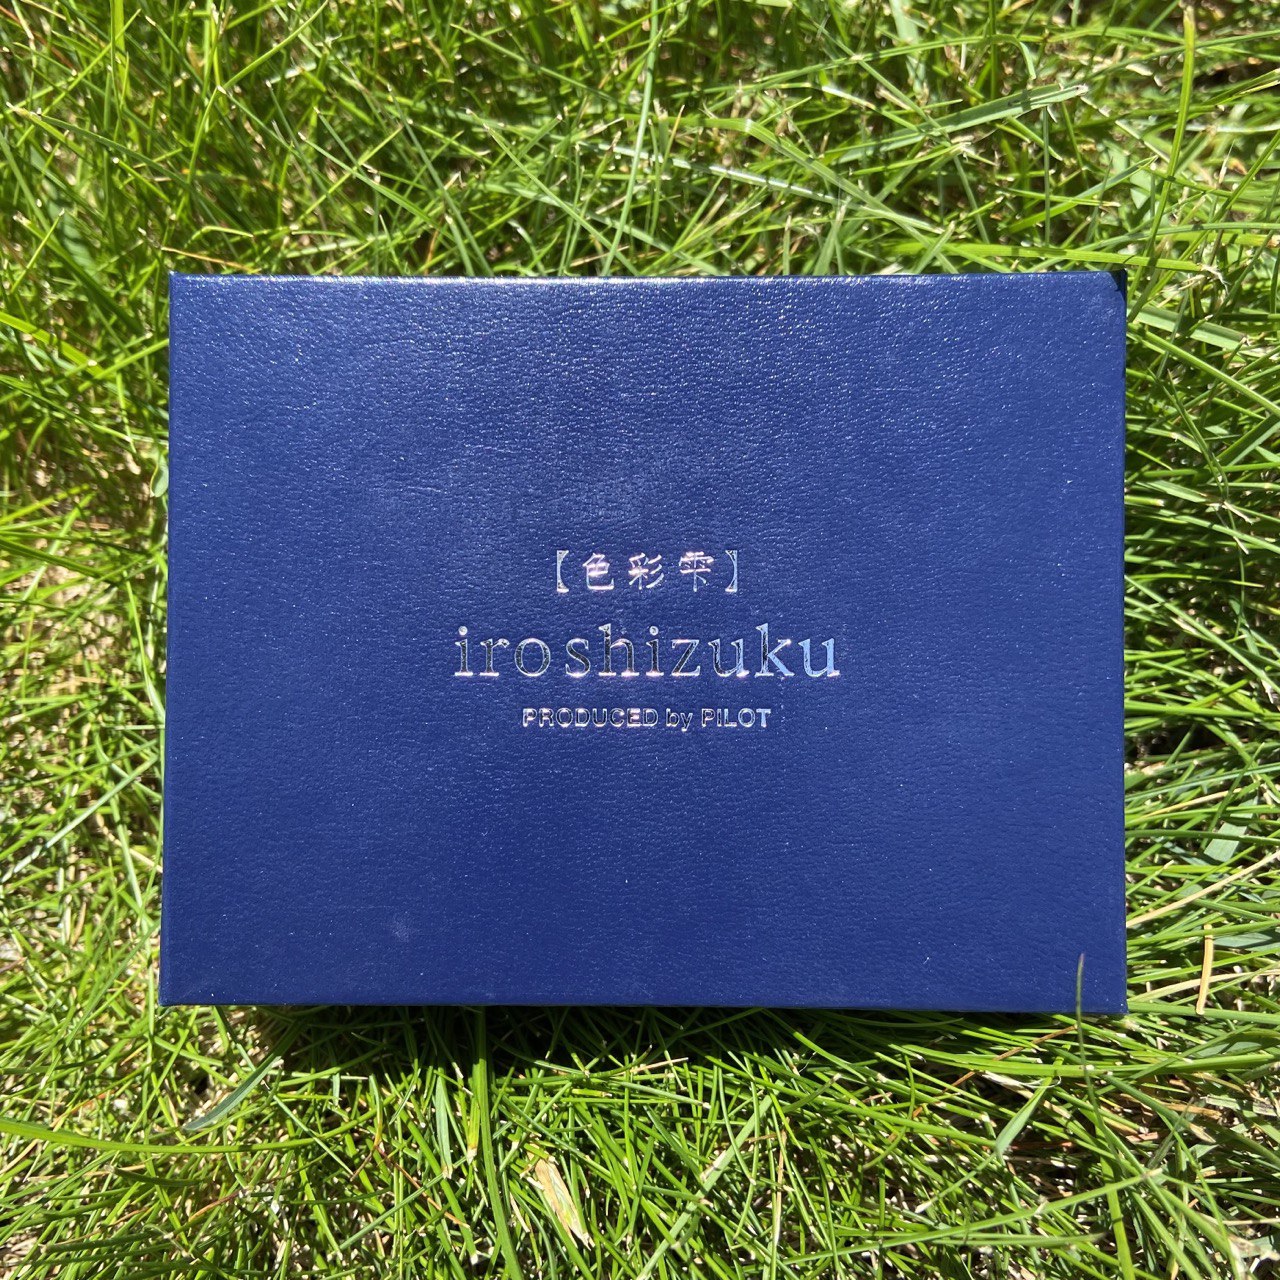 【色彩雫】
iroshizuku
PRODUCED by PILOT